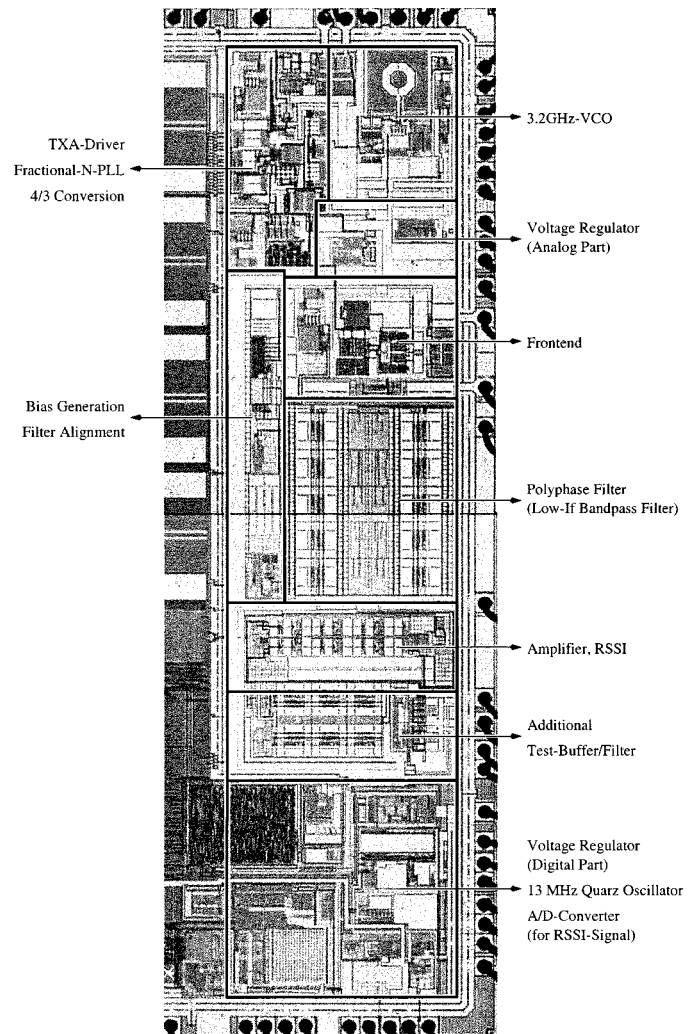 3.2GHz-VCO
TXA-Driver
Fractional-N-PLL
4/3 Conversion
Voltage Regulator
(Analog Part)
Frontend
Bias Generation
Filter Alignment
Polyphase Filter
(Low-If Bandpass Filter)
Amplifier, RSSI
Additional
Test-Buffer/Filter
Voltage Regulator
(Digital Part)
13 MHz Quarz Oscillator
A/D-Converter
(for RSSI-Signal)